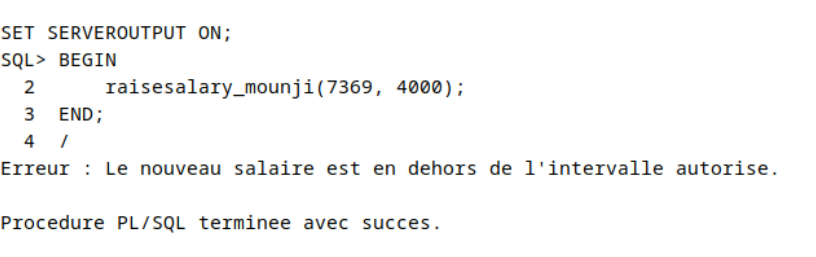 SET SERVEROUTPUT ON;
SQL> BEGIN
  2      raisesalary_mounji(7369, 4000);
  3  END;
  4  /
Erreur : Le nouveau salaire est en dehors de l'intervalle autorise.

Procedure PL/SQL terminee avec succes.